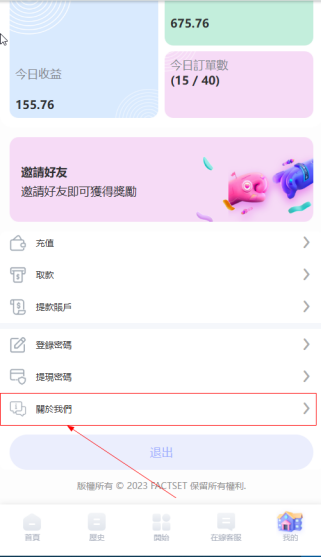 675.76
今日收益
155.76
今日訂單數
(15 / 40)
邀請好友
邀請好友即可獲得獎勵
充值
取款
提款賬戶
登錄密碼
提現密碼
關於我們
退出
版權所有 © 2023 FACTSET 保留所有權利.
首頁
歷史
開始
在線客服
我的